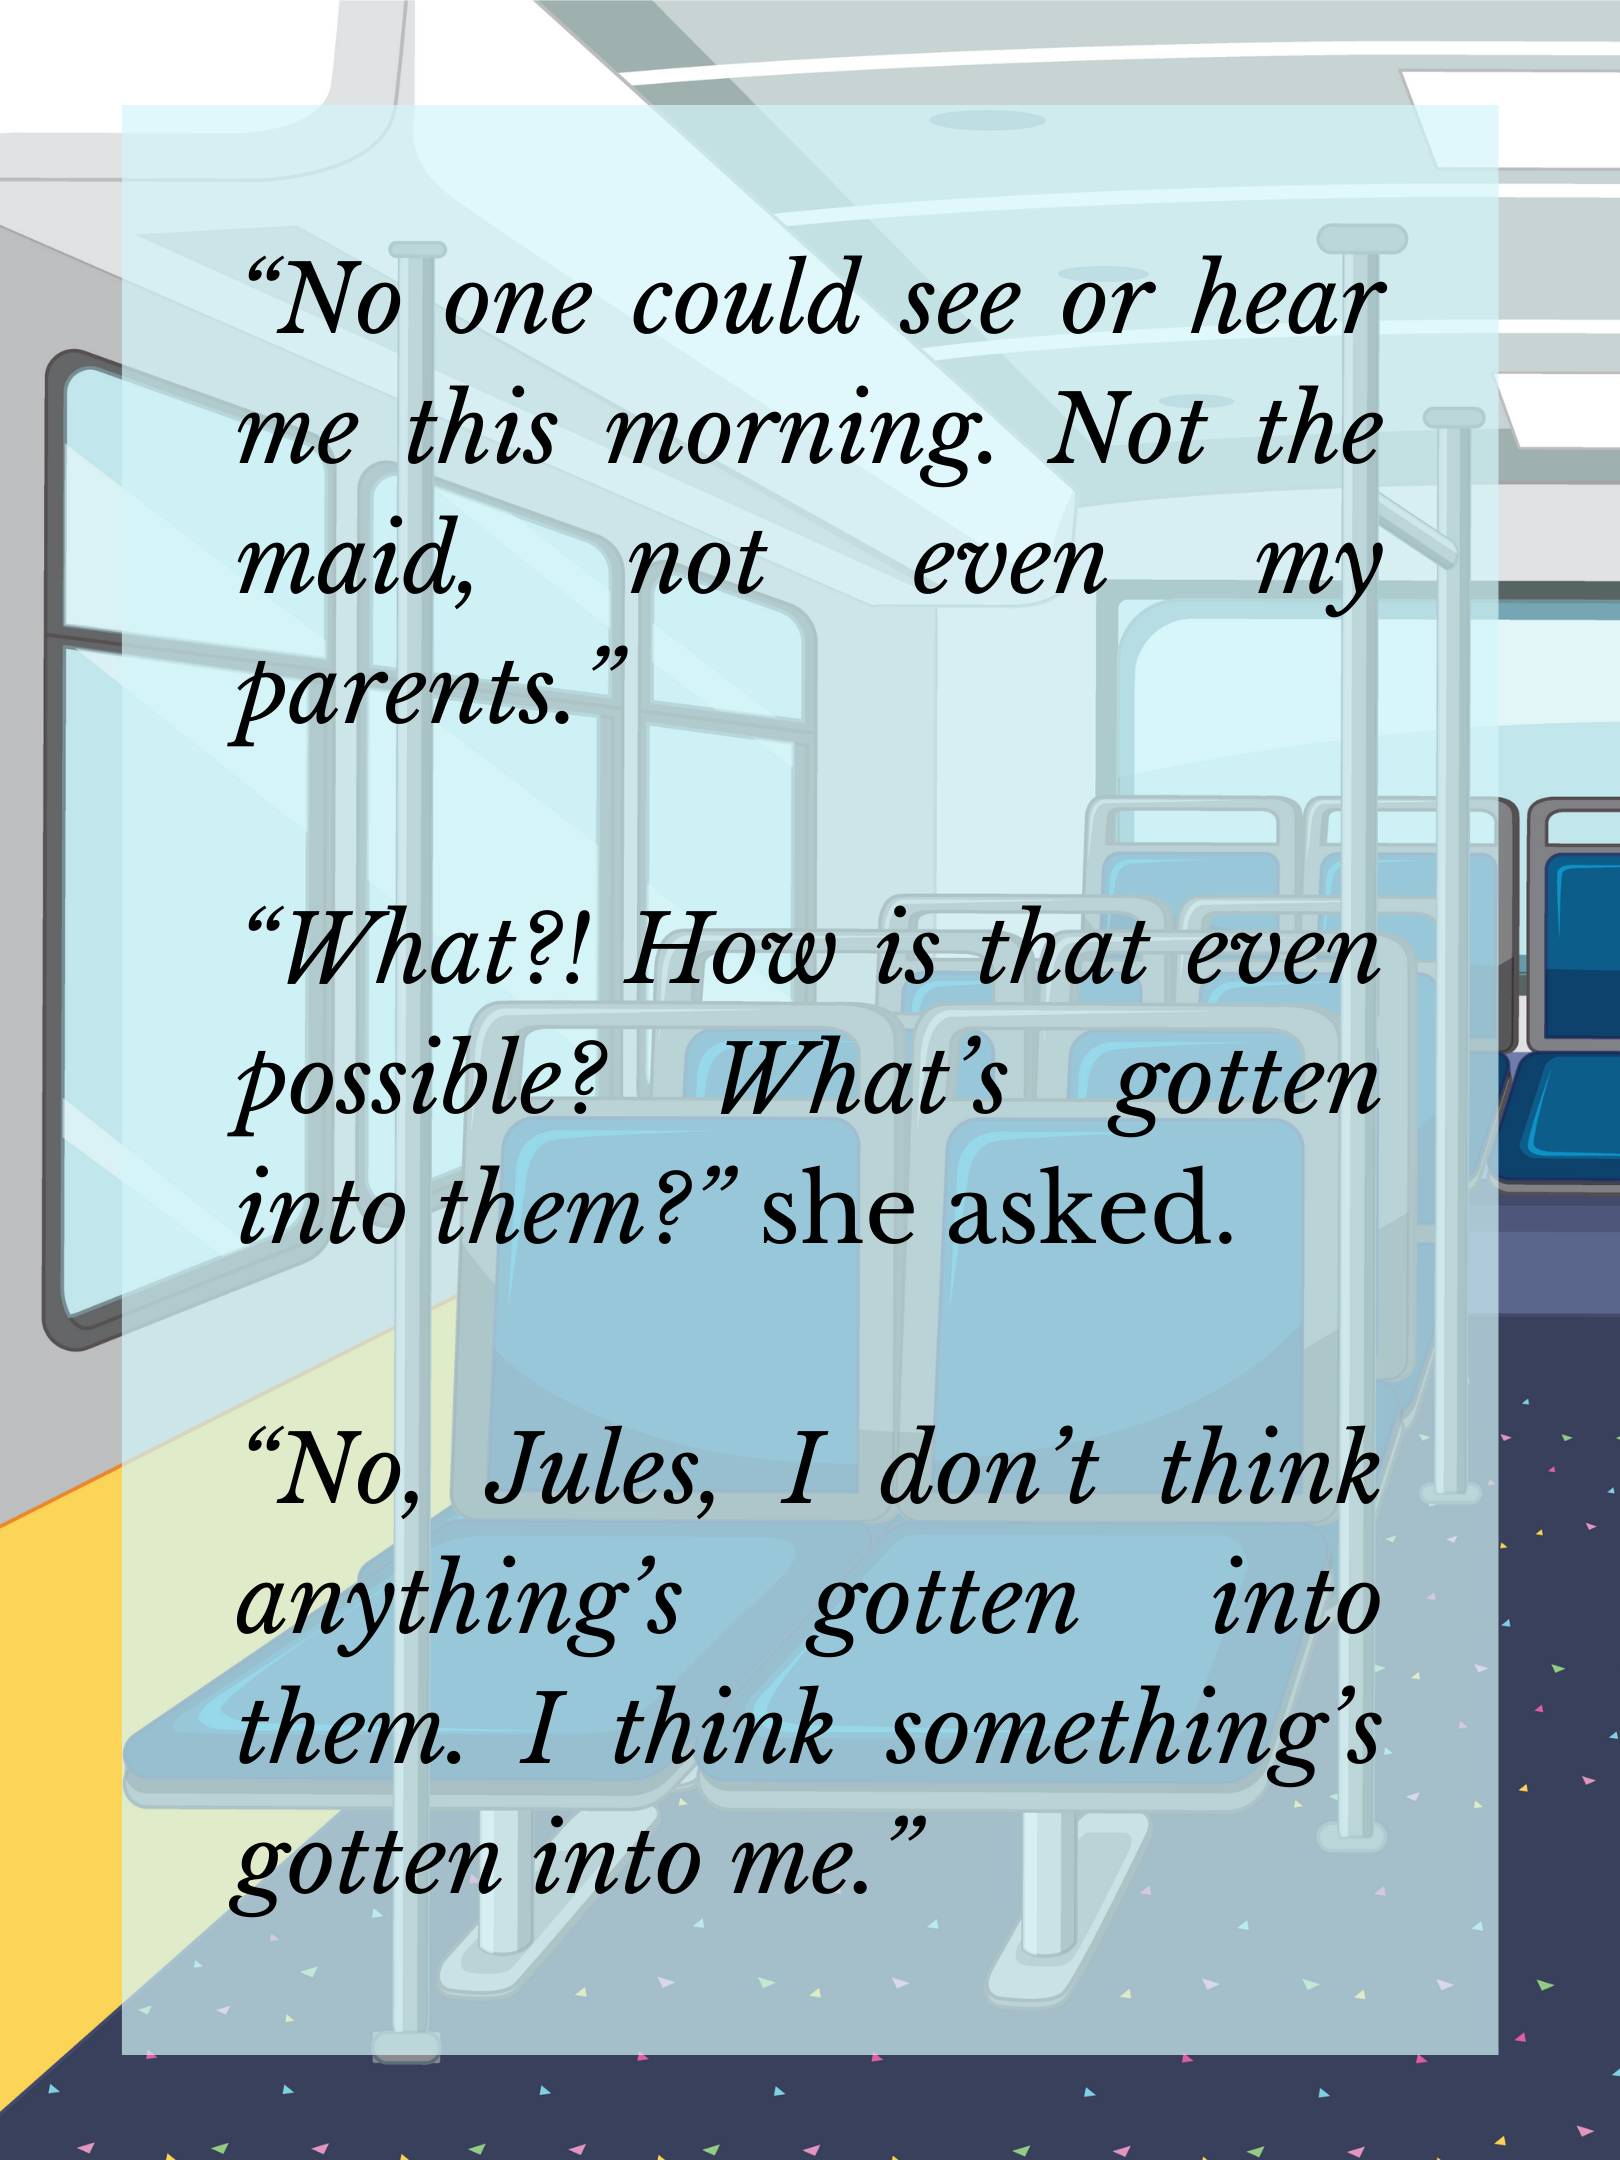 “No one could see or hear
me this morning. Not the
maid, not even my
parents.”
“What?! How is that even
possible? What’s gotten
into them?” she asked.
“No, Jules, I don’t think
anything’s gotten into
them. I think something’s
gotten into me.”